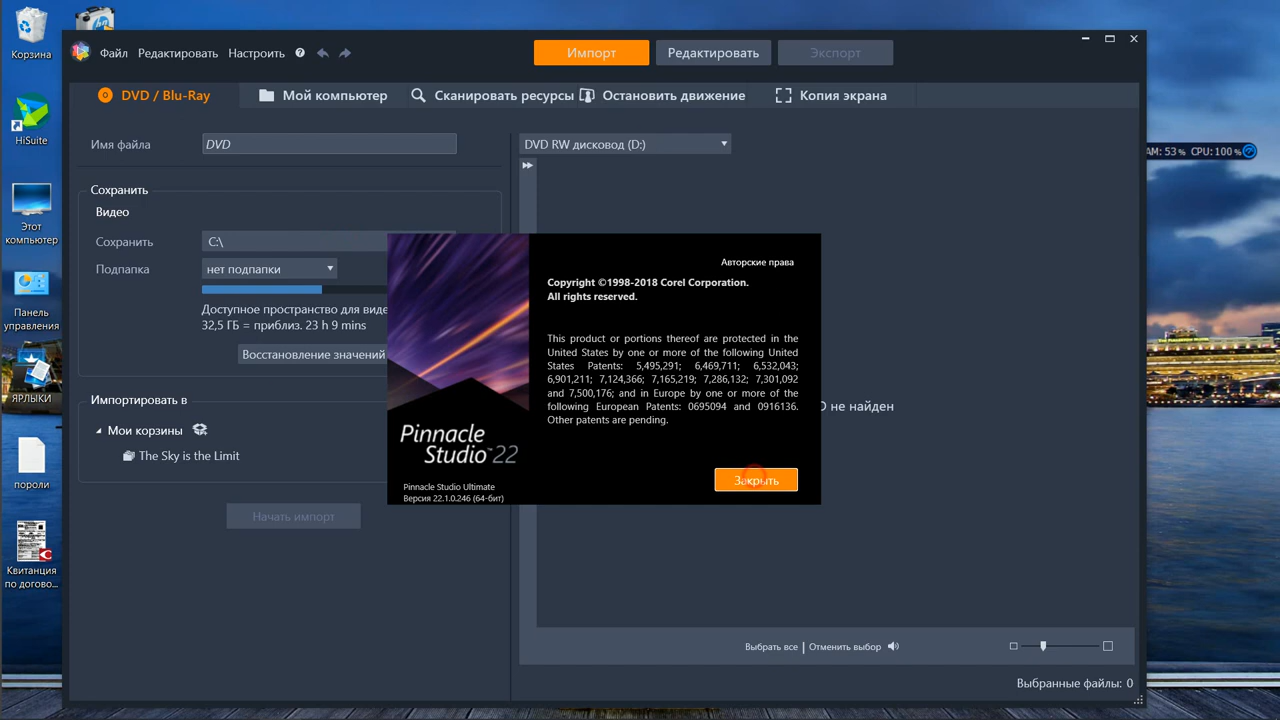 Корзина
HiSuite
Этот
компьютер
Панель
управления
ЯРЛЫКИ
пароли
Квитанция
по догово...
Файл Редактировать Настроить
Импорт Редактировать Экспорт
DVD / Blu-Ray Мой компьютер Сканировать ресурсы Остановить движение Копия экрана
Имя файла DVD
DVD RW дисковод (D:)
AM: 53 % CPU: 100 %
Сохранить
Видео
Сохранить C:\
Подпапка нет подпапки
Доступное пространство для виде
32,5 ГБ = приблиз. 23 h 9 mins
Восстановление значений
Импортировать в
Мои корзины
The Sky is the Limit
Начать импорт
Авторские права
Copyright ©1998-2018 Corel Corporation.
All rights reserved.
This product or portions thereof are protected in the
United States by one or more of the following United
States Patents: 5,495,291; 6,469,711; 6,532,043;
6,901,211; 7,124,366; 7,165,219; 7,286,132; 7,301,092
and 7,500,176; and in Europe by one or more of the
following European Patents: 0695094 and 0916136.
Other patents are pending.
Pinnacle
Studio™22
Pinnacle Studio Ultimate
Версия 22.1.0.246 (64-бит)
Закрыть
D не найден
Выбрать все | Отменить выбор
Выбранные файлы: 0